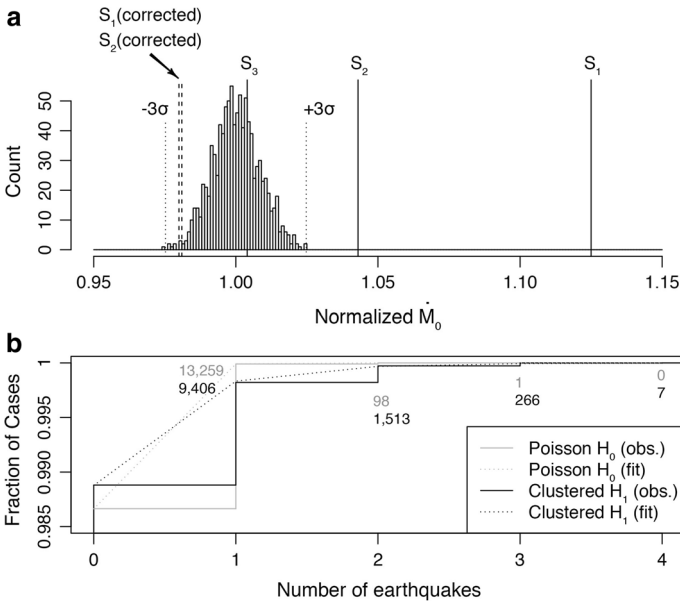 a
S1(corrected)
S2(corrected)
S3
S2
S1
-3σ
+3σ
Count
50
40
30
20
10
0
0.95
1.00
1.05
1.10
1.15
Normalized Ṁ0
b
Fraction of Cases
1
0.995
0.990
0.985
13,259
9,406
98
1,513
1
266
0
7
Poisson H0 (obs.)
Poisson H0 (fit)
Clustered H1 (obs.)
Clustered H1 (fit)
0
1
2
3
4
Number of earthquakes